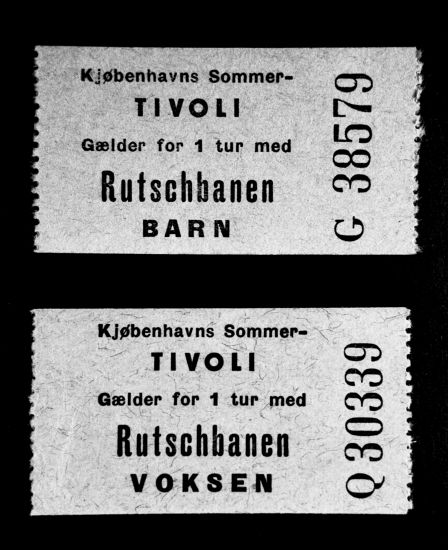 Kjøbenhavns Sommer-
TIVOLI
Gælder for 1 tur med
Rutschbanen
BARN
G 38579
Kjøbenhavns Sommer-
TIVOLI
Gælder for 1 tur med
Rutschbanen
VOKSEN
Q 30339